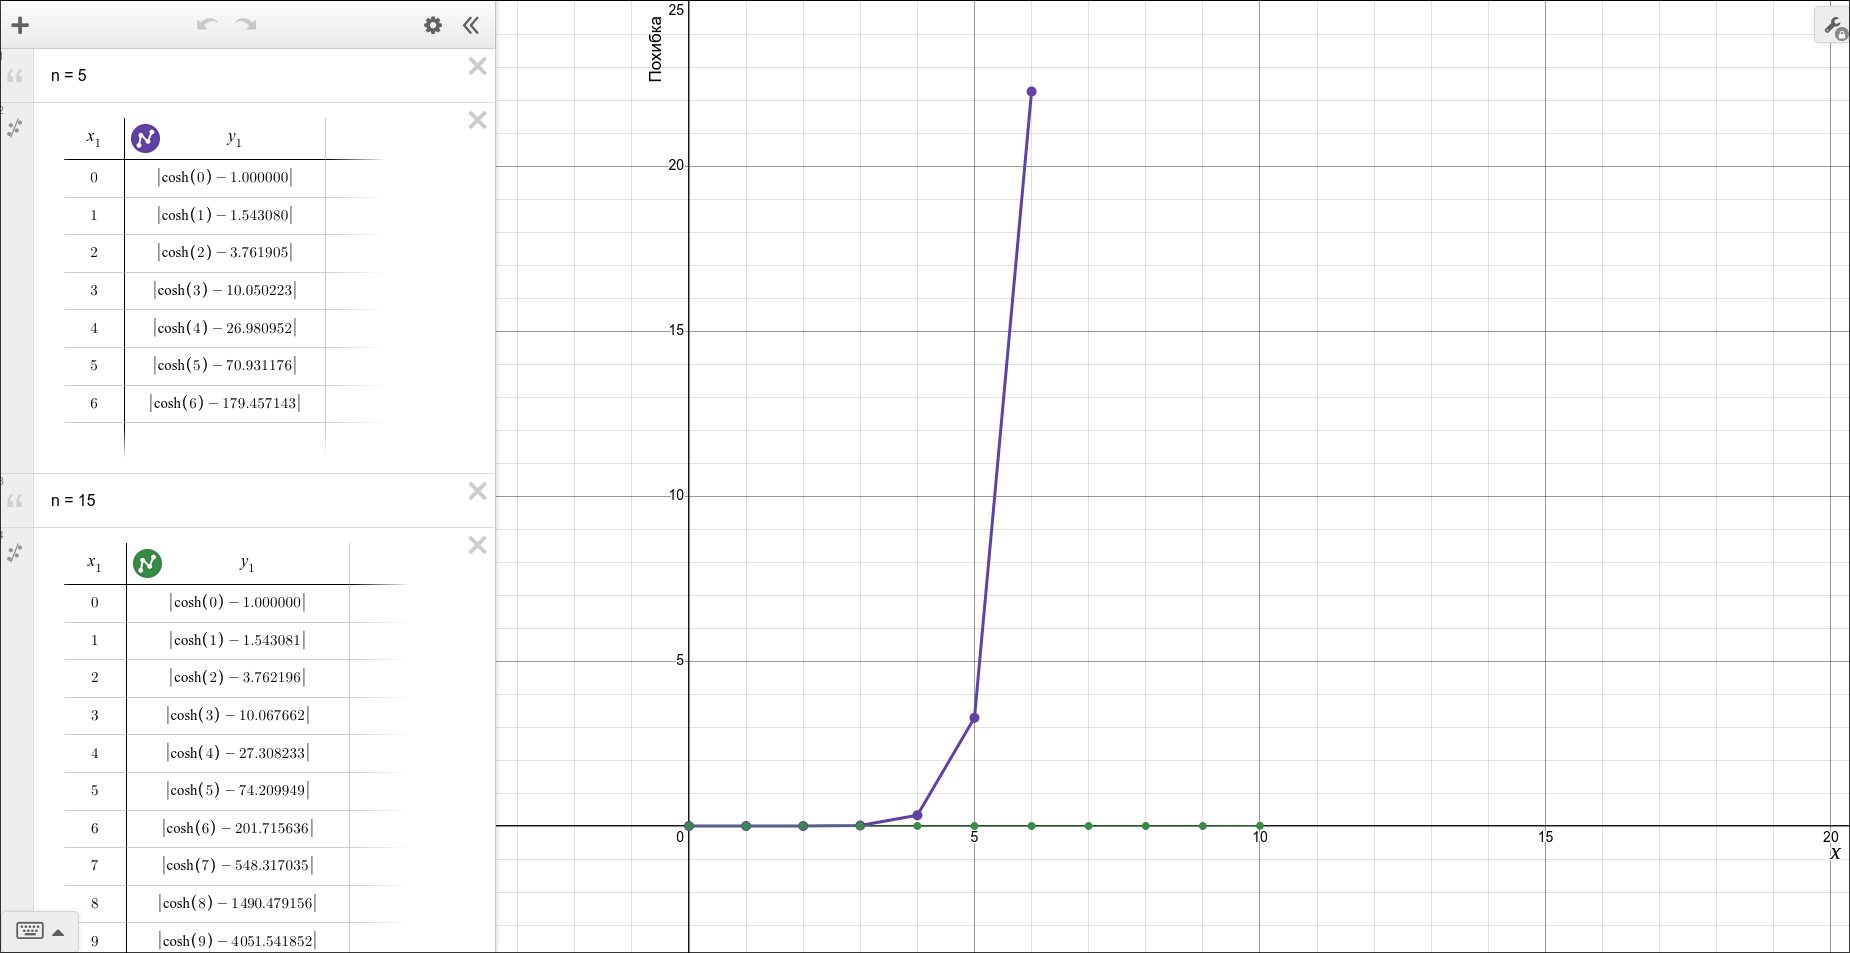 n = 5
x₁ y₁
0 |cosh(0) − 1.000000|
1 |cosh(1) − 1.543080|
2 |cosh(2) − 3.761905|
3 |cosh(3) − 10.050223|
4 |cosh(4) − 26.980952|
5 |cosh(5) − 70.931176|
6 |cosh(6) − 179.457143|
n = 15
x₁ y₁
0 |cosh(0) − 1.000000|
1 |cosh(1) − 1.543081|
2 |cosh(2) − 3.762196|
3 |cosh(3) − 10.067662|
4 |cosh(4) − 27.308233|
5 |cosh(5) − 74.209949|
6 |cosh(6) − 201.715636|
7 |cosh(7) − 548.317035|
8 |cosh(8) − 1490.479156|
9 |cosh(9) − 4051.541852|
Похибка
25
20
15
10
5
0 5 10 15 20
x